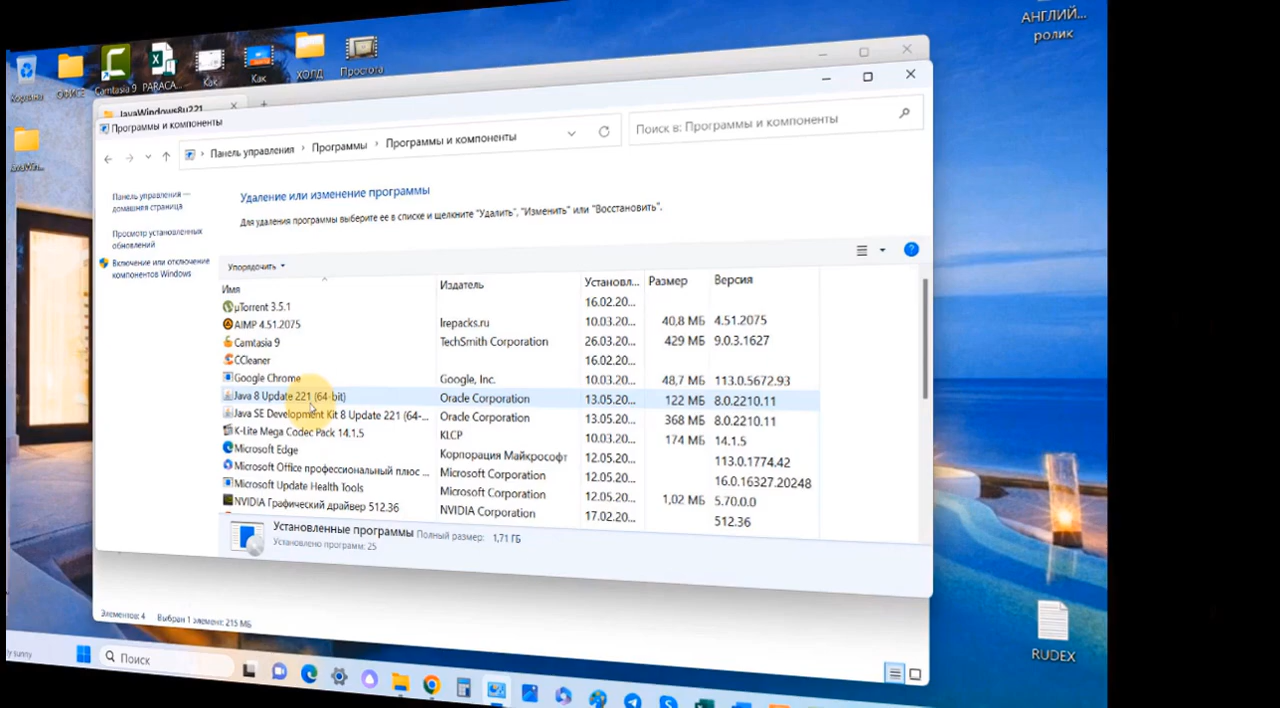 АНГЛИЙ...
ролик
Корзина
ОФИСЕ
Camtasia 9
PARACA...
Как
Как
ХОЛД
Простота
JavaWin...
JavaWindows8u221
Программы и компоненты
Панель управления › Программы › Программы и компоненты
Поиск в: Программы и компоненты
Панель управления —
домашняя страница
Просмотр установленных
обновлений
Включение или отключение
компонентов Windows
Удаление или изменение программы
Для удаления программы выберите ее в списке и щелкните "Удалить", "Изменить" или "Восстановить".
Упорядочить
Имя Издатель Установл... Размер Версия
µTorrent 3.5.1 16.02.20...
AIMP 4.51.2075 lrepacks.ru 10.03.20... 40,8 МБ 4.51.2075
Camtasia 9 TechSmith Corporation 26.03.20... 429 МБ 9.0.3.1627
CCleaner 16.02.20...
Google Chrome Google, Inc. 10.03.20... 48,7 МБ 113.0.5672.93
Java 8 Update 221 (64-bit) Oracle Corporation 13.05.20... 122 МБ 8.0.2210.11
Java SE Development Kit 8 Update 221 (64-... Oracle Corporation 13.05.20... 368 МБ 8.0.2210.11
K-Lite Mega Codec Pack 14.1.5 KLCP 10.03.20... 174 МБ 14.1.5
Microsoft Edge Корпорация Майкрософт 12.05.20... 113.0.1774.42
Microsoft Office профессиональный плюс ... Microsoft Corporation 12.05.20... 16.0.16327.20248
Microsoft Update Health Tools Microsoft Corporation 12.05.20... 1,02 МБ 5.70.0.0
NVIDIA Графический драйвер 512.36 NVIDIA Corporation 17.02.20... 512.36
Установленные программы Полный размер: 1,71 ГБ
Установлено программ: 25
Элементов: 4 Выбран 1 элемент: 215 МБ
RUDEX
sunny
Поиск